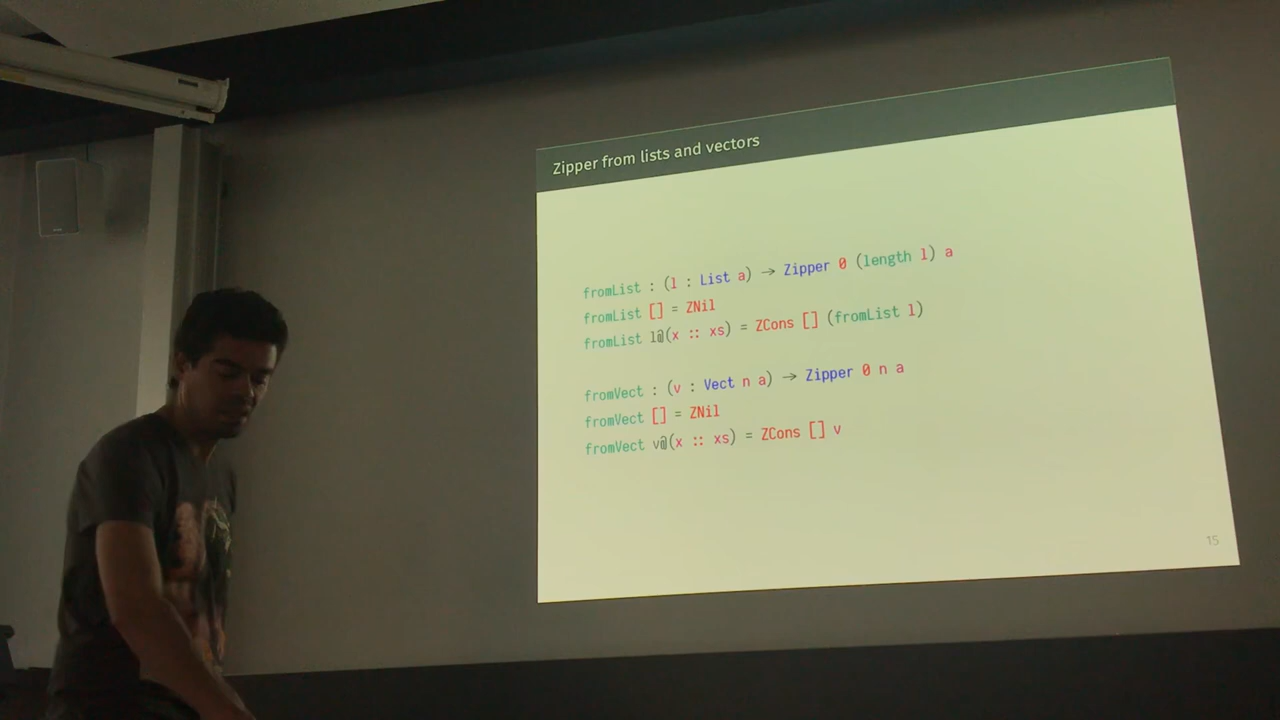 Zipper from lists and vectors
fromList : (l : List a) → Zipper 0 (length l) a
fromList [] = ZNil
fromList l@(x :: xs) = ZCons [] (fromList l)
fromVect : (v : Vect n a) → Zipper 0 n a
fromVect [] = ZNil
fromVect v@(x :: xs) = ZCons [] v
15